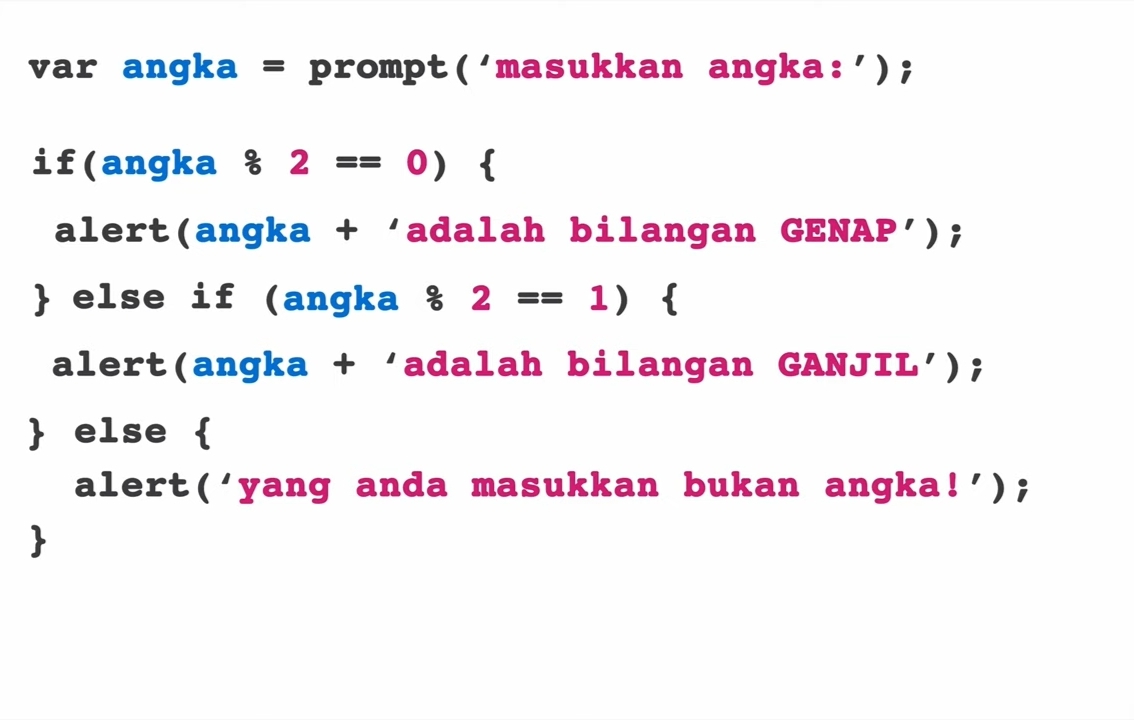 var angka = prompt(‘masukkan angka:’);
if(angka % 2 == 0) {
alert(angka + ‘adalah bilangan GENAP’);
} else if (angka % 2 == 1) {
alert(angka + ‘adalah bilangan GANJIL’);
} else {
alert(‘yang anda masukkan bukan angka!’);
}